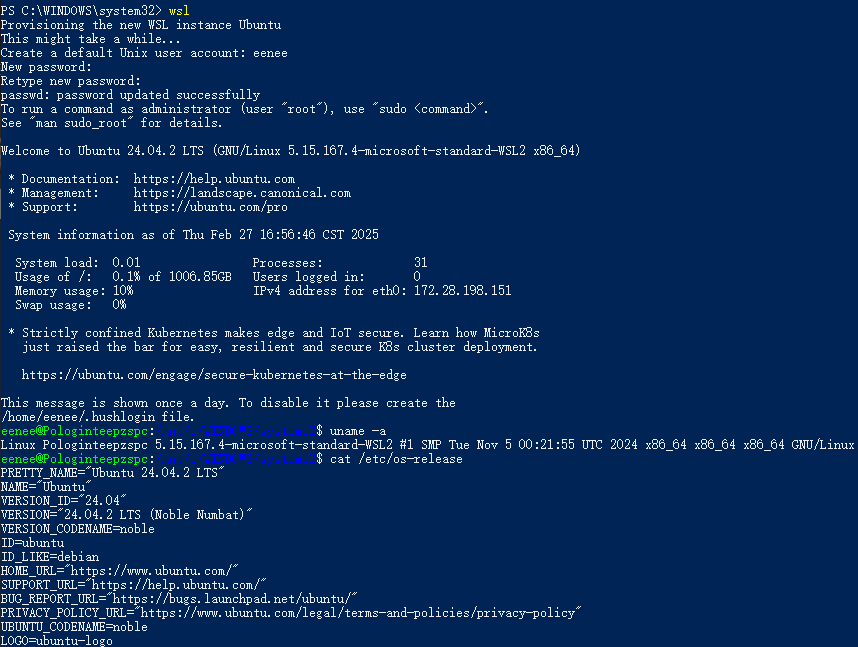 PS C:\WINDOWS\system32> wsl
Provisioning the new WSL instance Ubuntu
This might take a while...
Create a default Unix user account: eenee
New password:
Retype new password:
passwd: password updated successfully
To run a command as administrator (user "root"), use "sudo <command>".
See "man sudo_root" for details.
Welcome to Ubuntu 24.04.2 LTS (GNU/Linux 5.15.167.4-microsoft-standard-WSL2 x86_64)
* Documentation:  https://help.ubuntu.com
* Management:     https://landscape.canonical.com
* Support:        https://ubuntu.com/pro
System information as of Thu Feb 27 16:56:46 CST 2025
System load:  0.01                Processes:             31
Usage of /:   0.1% of 1006.85GB   Users logged in:       0
Memory usage: 10%                 IPv4 address for eth0: 172.28.198.151
Swap usage:   0%
* Strictly confined Kubernetes makes edge and IoT secure. Learn how MicroK8s
just raised the bar for easy, resilient and secure K8s cluster deployment.
https://ubuntu.com/engage/secure-kubernetes-at-the-edge
This message is shown once a day. To disable it please create the
/home/eenee/.hushlogin file.
eenee@Pologinteepzspc:$ uname -a
Linux Pologinteepzspc 5.15.167.4-microsoft-standard-WSL2 #1 SMP Tue Nov 5 00:21:55 UTC 2024 x86_64 x86_64 x86_64 GNU/Linux
eenee@Pologinteepzspc:$ cat /etc/os-release
PRETTY_NAME="Ubuntu 24.04.2 LTS"
NAME="Ubuntu"
VERSION_ID="24.04"
VERSION="24.04.2 LTS (Noble Numbat)"
VERSION_CODENAME=noble
ID=ubuntu
ID_LIKE=debian
HOME_URL="https://www.ubuntu.com/"
SUPPORT_URL="https://help.ubuntu.com/"
BUG_REPORT_URL="https://bugs.launchpad.net/ubuntu/"
PRIVACY_POLICY_URL="https://www.ubuntu.com/legal/terms-and-policies/privacy-policy"
UBUNTU_CODENAME=noble
LOGO=ubuntu-logo